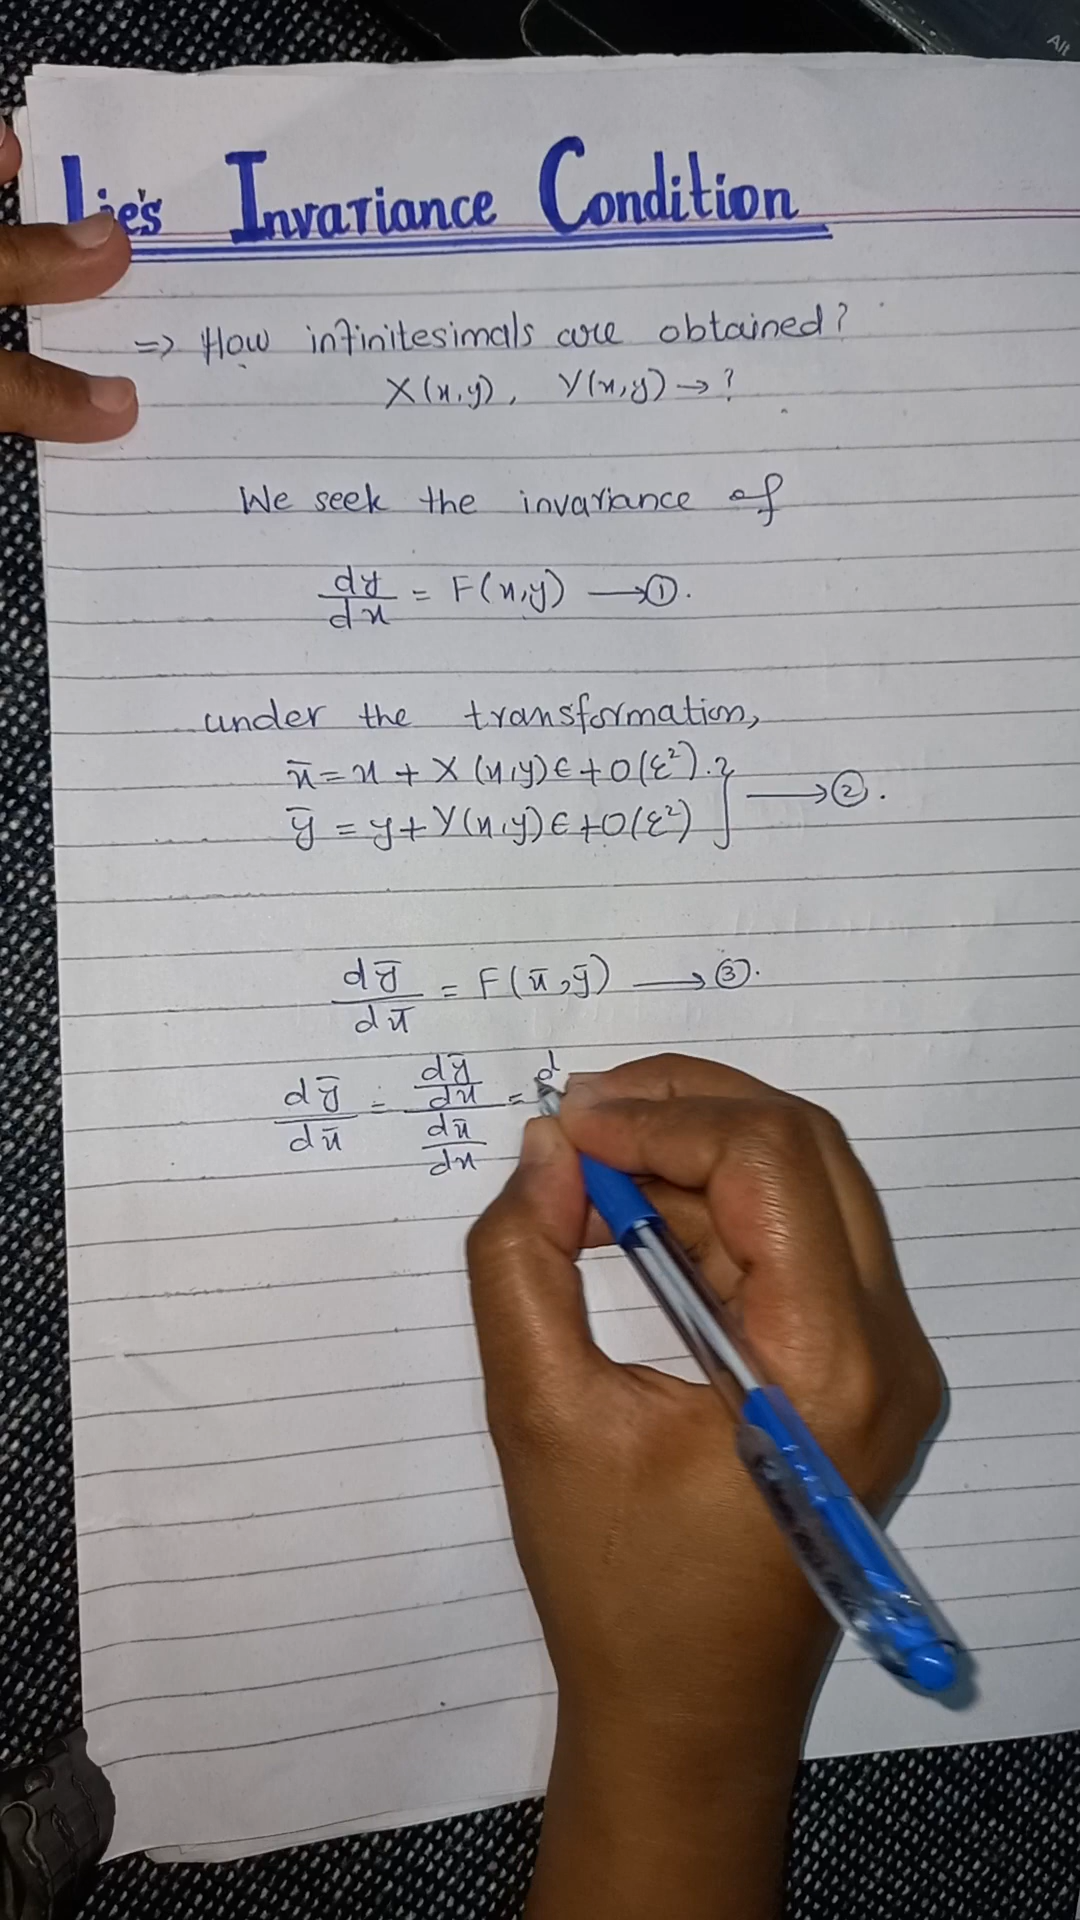 Lie's Invariance Condition
=> How infinitesimals are obtained?
X(x,y), Y(x,y) → ?
We seek the invariance of
dy/dx = F(x,y) → ①.
under the transformation,
x̄ = x + X(x,y)ϵ + O(ε²). }
ȳ = y + Y(x,y)ϵ + O(ε²) } → ②.
dȳ/dx̄ = F(x̄,ȳ) → ③.
dȳ/dx̄ = (dȳ/dx)/(dx̄/dx) = d
Alt